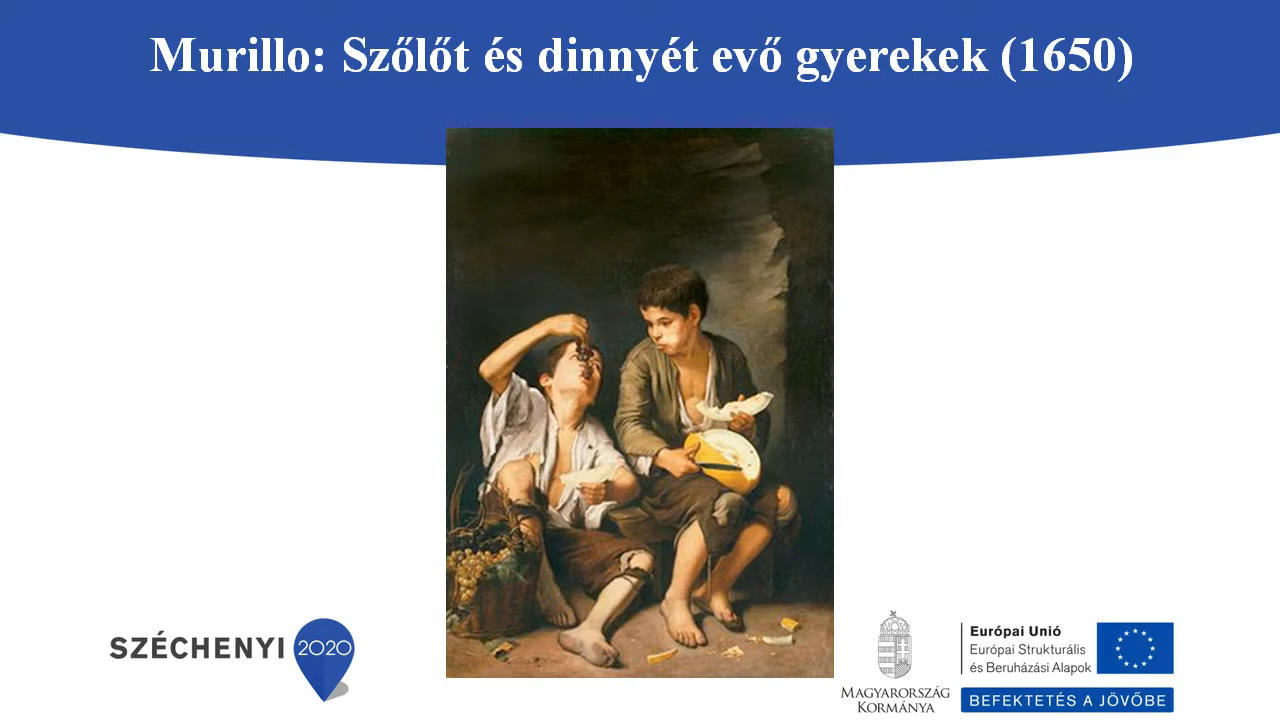 Murillo: Szőlőt és dinnyét evő gyerekek (1650)
SZÉCHENYI 2020
MAGYARORSZÁG
KORMÁNYA
Európai Unió
Európai Strukturális
és Beruházási Alapok
BEFEKTETÉS A JÖVŐBE